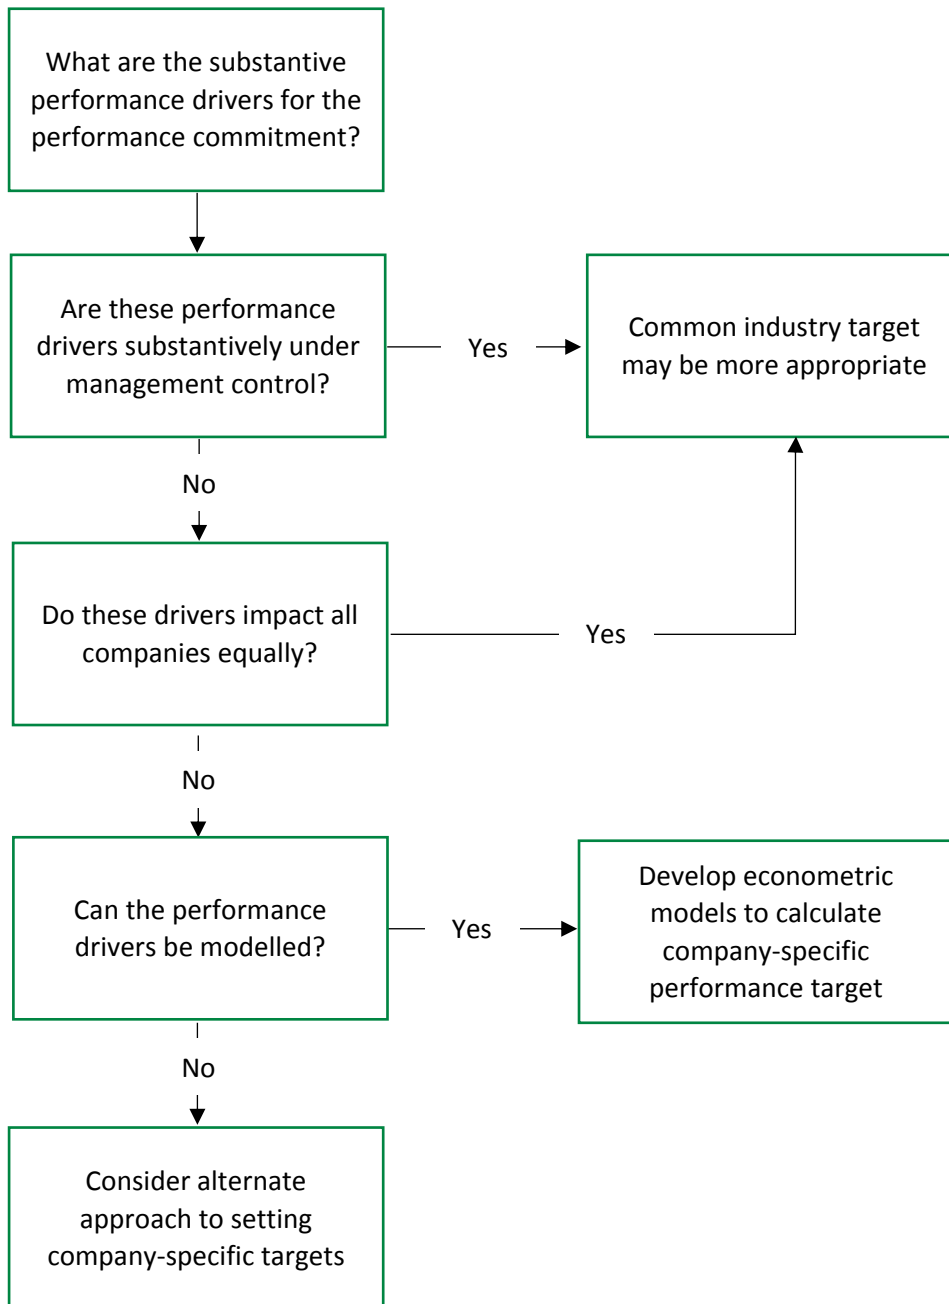 What are the substantive
performance drivers for the
performance commitment?
Are these performance
drivers substantively under
management control?
Yes
Common industry target
may be more appropriate
No
Do these drivers impact all
companies equally?
Yes
No
Can the performance
drivers be modelled?
Yes
Develop econometric
models to calculate
company-specific
performance target
No
Consider alternate
approach to setting
company-specific targets